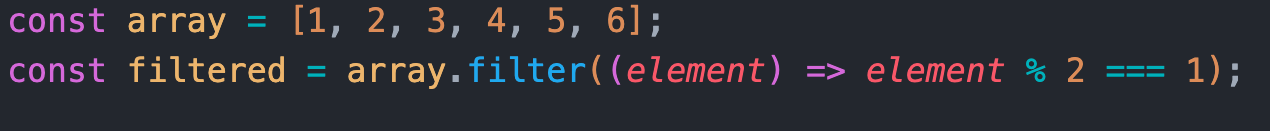 const array = [1, 2, 3, 4, 5, 6];
const filtered = array.filter((element) => element % 2 === 1);